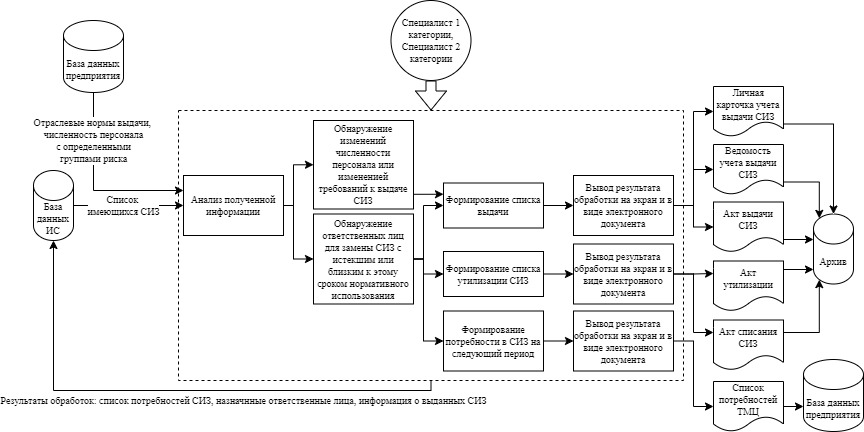 Специалист 1
категории,
Специалист 2
категории
База данных
предприятия
Отраслевые нормы выдачи,
численность персонала
с определенными
группами риска
База
данных
ИС
Список
имеющихся СИЗ
Анализ полученной
информации
Обнаружение
изменений
численности
персонала или
изменением
требований к выдаче
СИЗ
Обнаружение
ответственных лиц
для замены СИЗ с
истекшим или
близким к этому
сроком нормативного
использования
Формирование списка
выдачи
Формирование списка
утилизации СИЗ
Формирование
потребности в СИЗ на
следующий период
Вывод результата
обработки на экран и в
виде электронного
документа
Вывод результата
обработки на экран и в
виде электронного
документа
Вывод результата
обработки на экран и в
виде электронного
документа
Личная
карточка учета
выдачи СИЗ
Ведомость
учета выдачи
СИЗ
Акт выдачи
СИЗ
Акт
утилизации
Акт списания
СИЗ
Список
потребностей
ТМЦ
Архив
База данных
предприятия
Результаты обработок: список потребностей СИЗ, назначнные ответственные лица, информация о выданных СИЗ